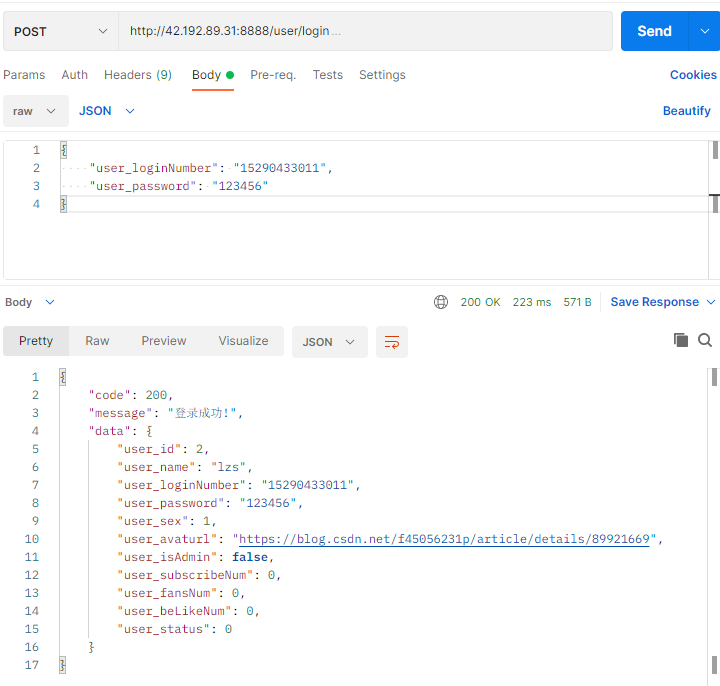 POST http://42.192.89.31:8888/user/login ... Send
Params Auth Headers (9) Body Pre-req. Tests Settings Cookies
raw JSON Beautify
1 {
2 "user_loginNumber": "15290433011",
3 "user_password": "123456"
4 }
Body 200 OK 223 ms 571 B Save Response
Pretty Raw Preview Visualize JSON
1 {
2 "code": 200,
3 "message": "登录成功!",
4 "data": {
5 "user_id": 2,
6 "user_name": "lzs",
7 "user_loginNumber": "15290433011",
8 "user_password": "123456",
9 "user_sex": 1,
10 "user_avaturl": "https://blog.csdn.net/f45056231p/article/details/89921669",
11 "user_isAdmin": false,
12 "user_subscribeNum": 0,
13 "user_fansNum": 0,
14 "user_beLikeNum": 0,
15 "user_status": 0
16 }
17 }